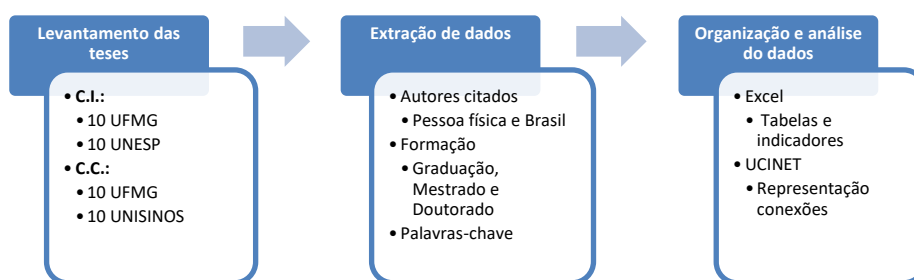 Levantamento das
teses
• C.I.:
• 10 UFMG
• 10 UNESP
• C.C.:
• 10 UFMG
• 10 UNISINOS
Extração de dados
• Autores citados
• Pessoa física e Brasil
• Formação
• Graduação,
Mestrado e
Doutorado
• Palavras-chave
Organização e análise
do dados
• Excel
• Tabelas e
indicadores
• UCINET
• Representação
conexões